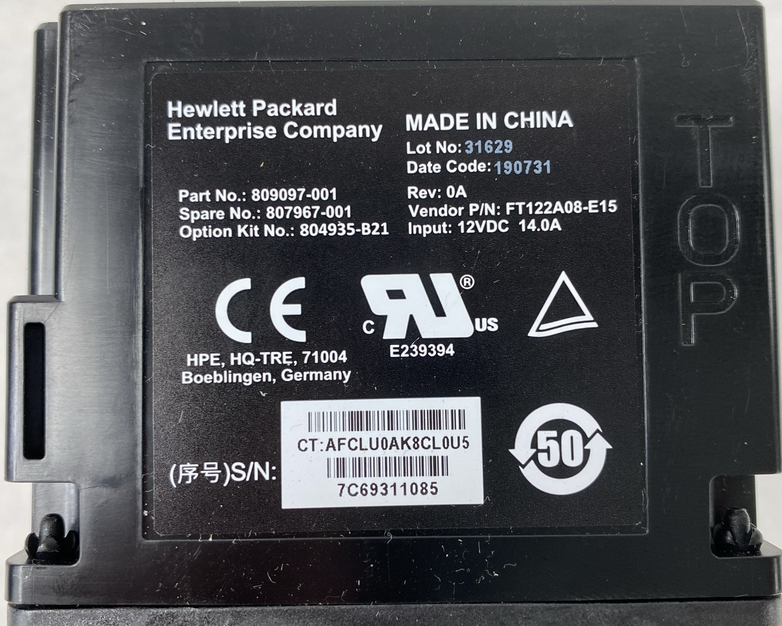 Hewlett Packard
Enterprise Company
MADE IN CHINA
Lot No: 31629
Date Code: 190731
Part No.: 809097-001
Spare No.: 807967-001
Option Kit No.: 804935-B21
Rev: 0A
Vendor P/N: FT122A08-E15
Input: 12VDC 14.0A
CE
C RU® US
E239394
HPE, HQ-TRE, 71004
Boeblingen, Germany
(序号)S/N:
CT:AFCLU0AK8CL0U5
7C69311085
50
TOP